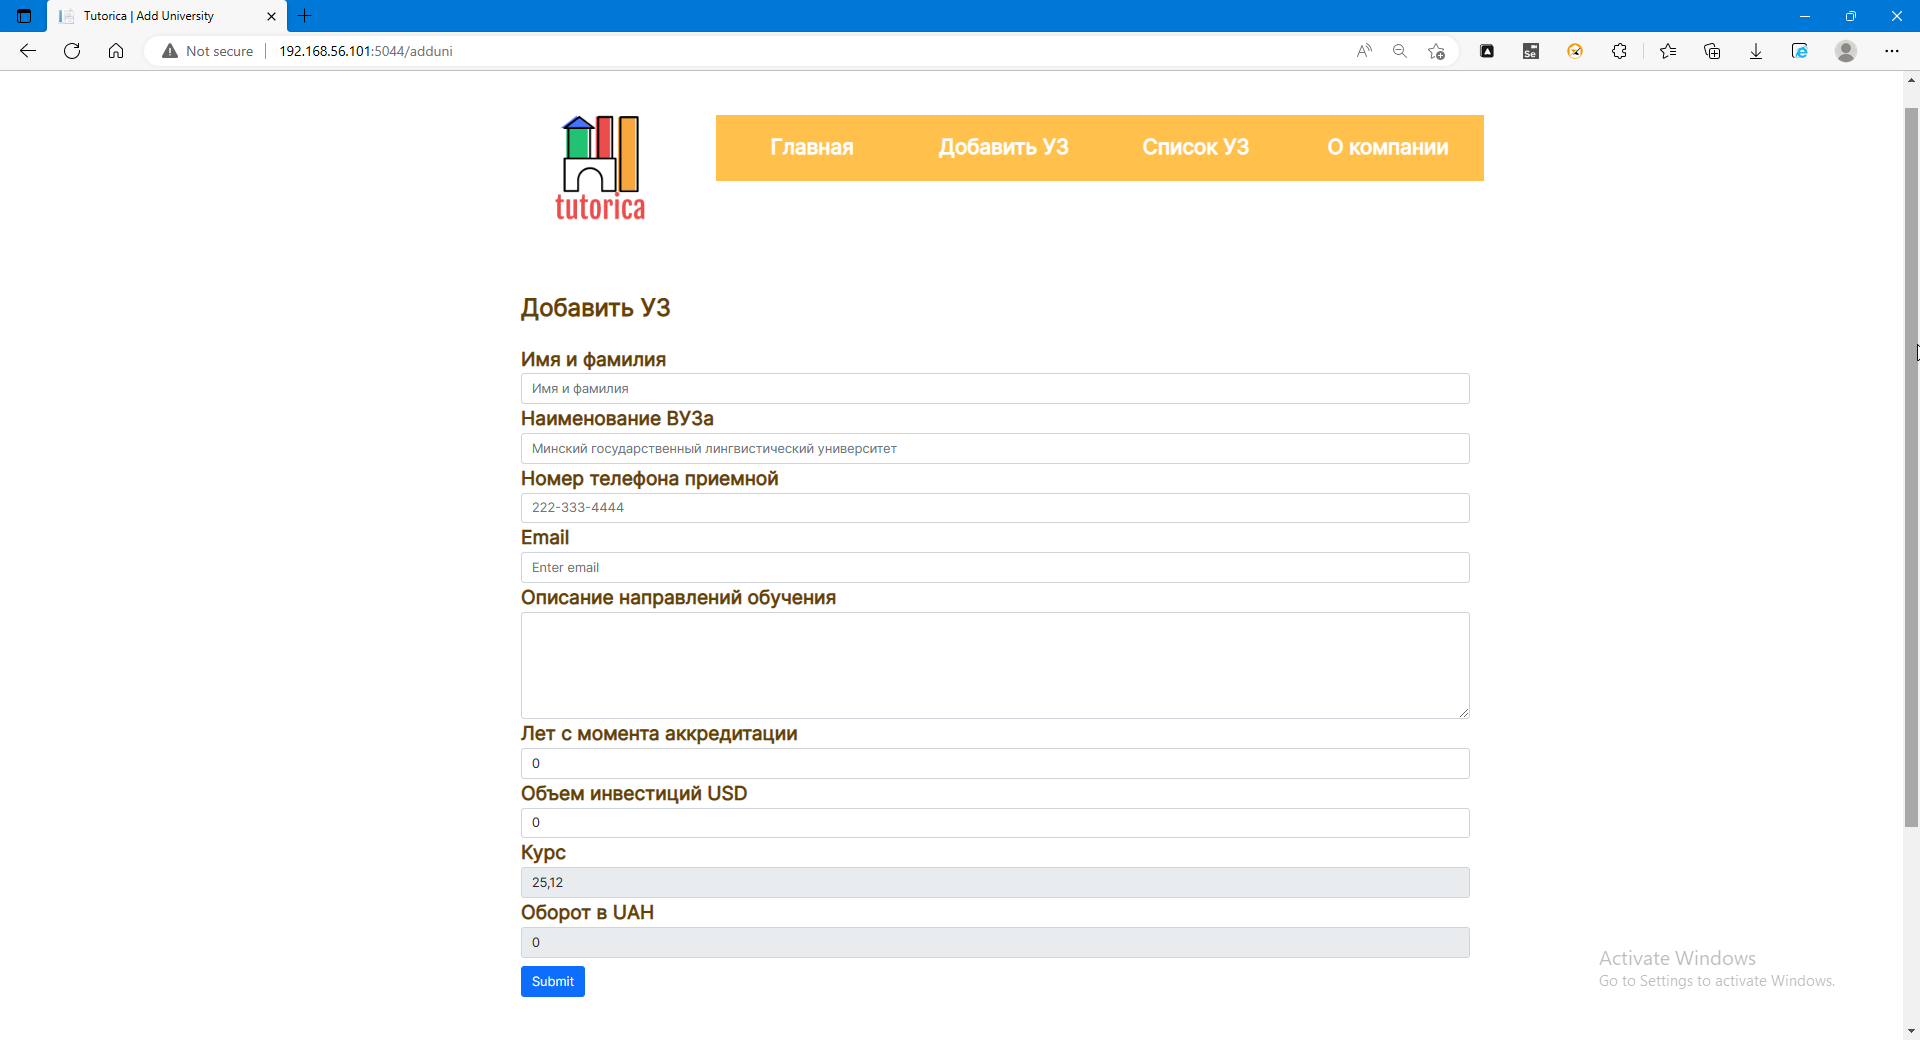 Tutorica | Add University
Not secure
192.168.56.101:5044/adduni
Se
tutorica
Главная
Добавить УЗ
Список УЗ
О компании
Добавить УЗ
Имя и фамилия
Имя и фамилия
Наименование ВУЗа
Минский государственный лингвистический университет
Номер телефона приемной
222-333-4444
Email
Enter email
Описание направлений обучения
Лет с момента аккредитации
0
Объем инвестиций USD
0
Курс
25,12
Оборот в UAH
0
Submit
Activate Windows
Go to Settings to activate Windows.